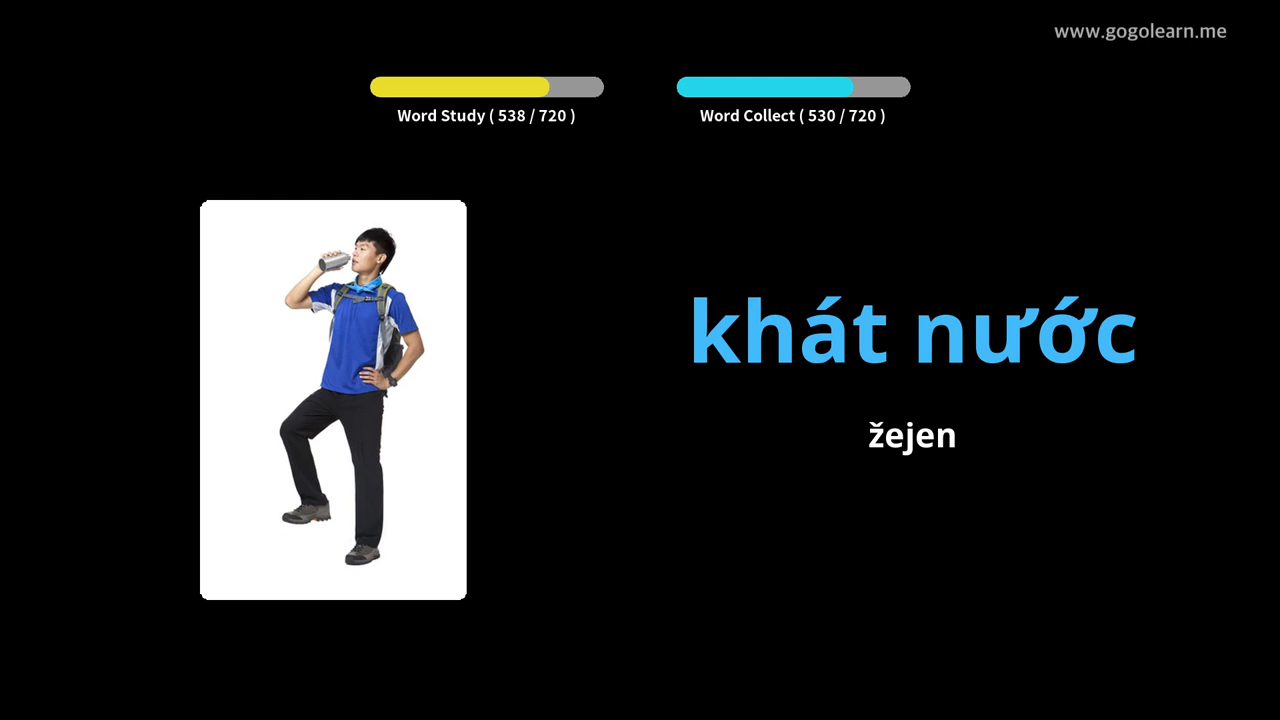 www.gogolearn.me
Word Study ( 538 / 720 )
Word Collect ( 530 / 720 )
khát nước
žejen